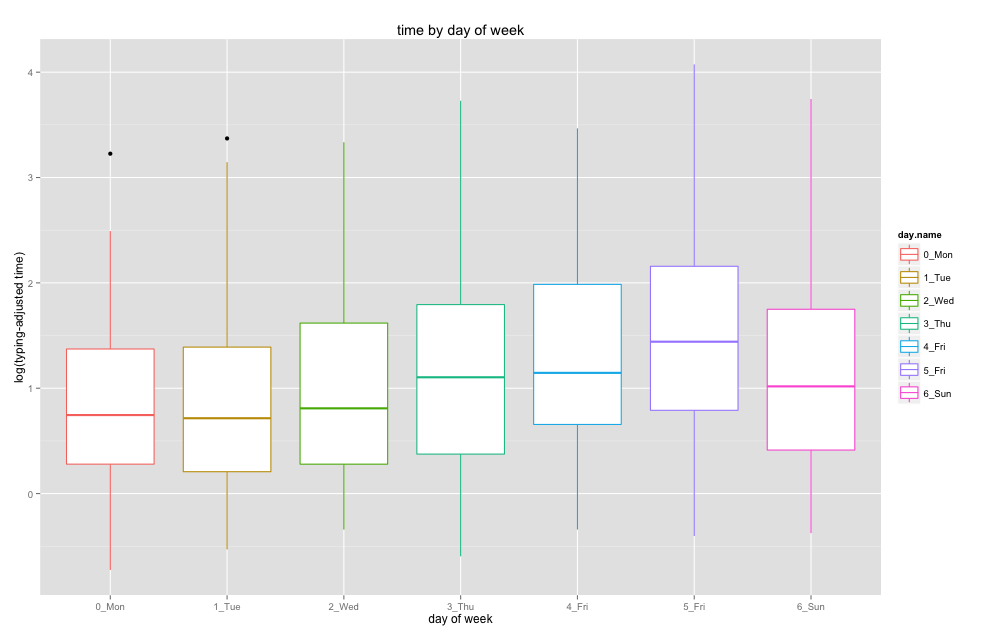 time by day of week
log(typing-adjusted time)
4
3
2
1
0
0_Mon 1_Tue 2_Wed 3_Thu 4_Fri 5_Fri 6_Sun
day of week
day.name
0_Mon
1_Tue
2_Wed
3_Thu
4_Fri
5_Fri
6_Sun